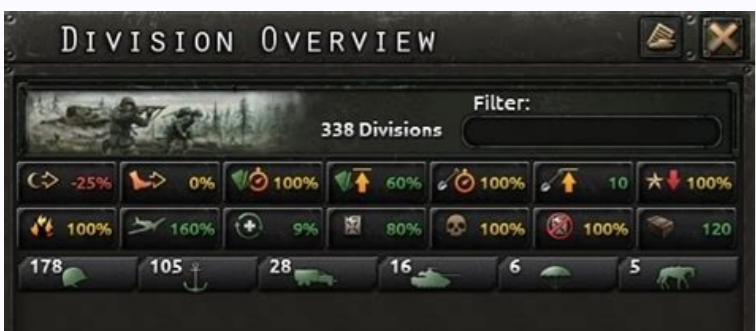 DIVISION OVERVIEW
Filter:
338 Divisions
-25% 0% 100% 60% 100% 10 100%
100% 160% 9% 80% 100% 100% 120
178 105 28 16 6 5